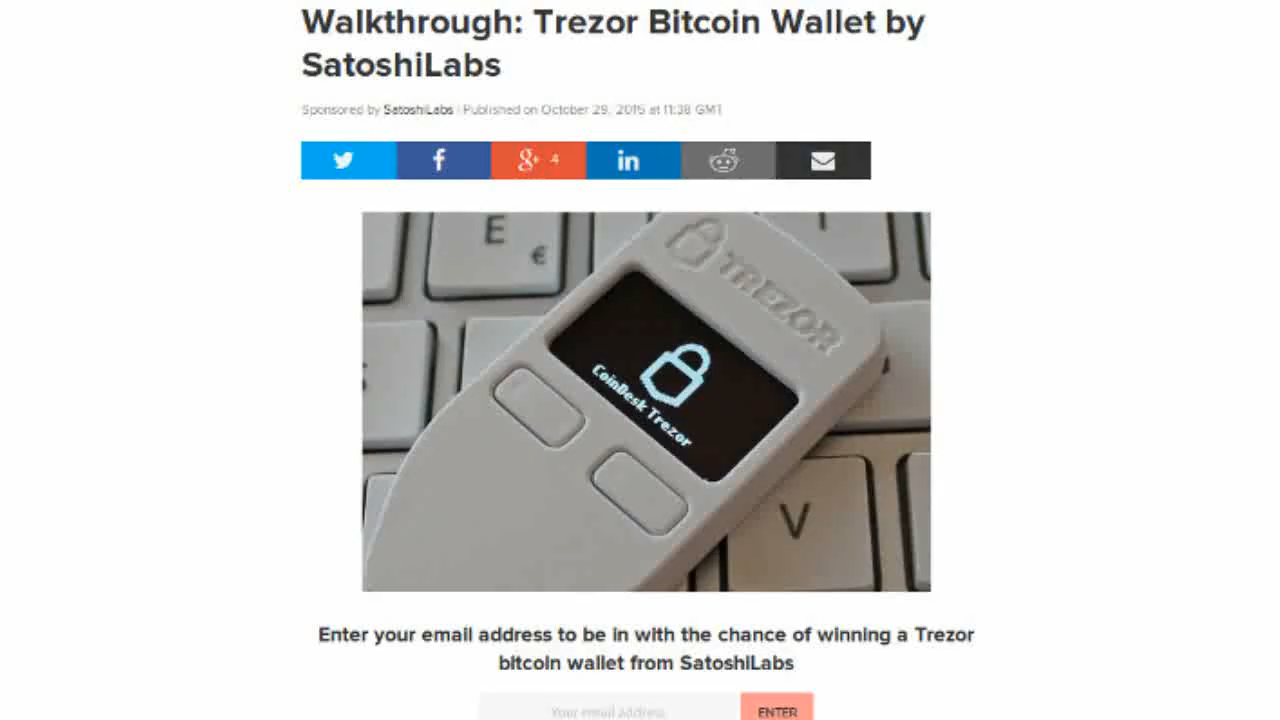 Walkthrough: Trezor Bitcoin Wallet by
SatoshiLabs
Sponsored by SatoshiLabs | Published on October 29, 2015 at 11:38 GMT
4
E
€
TREZOR
CoinDesk Trezor
V
Enter your email address to be in with the chance of winning a Trezor
bitcoin wallet from SatoshiLabs
Your email address
ENTER